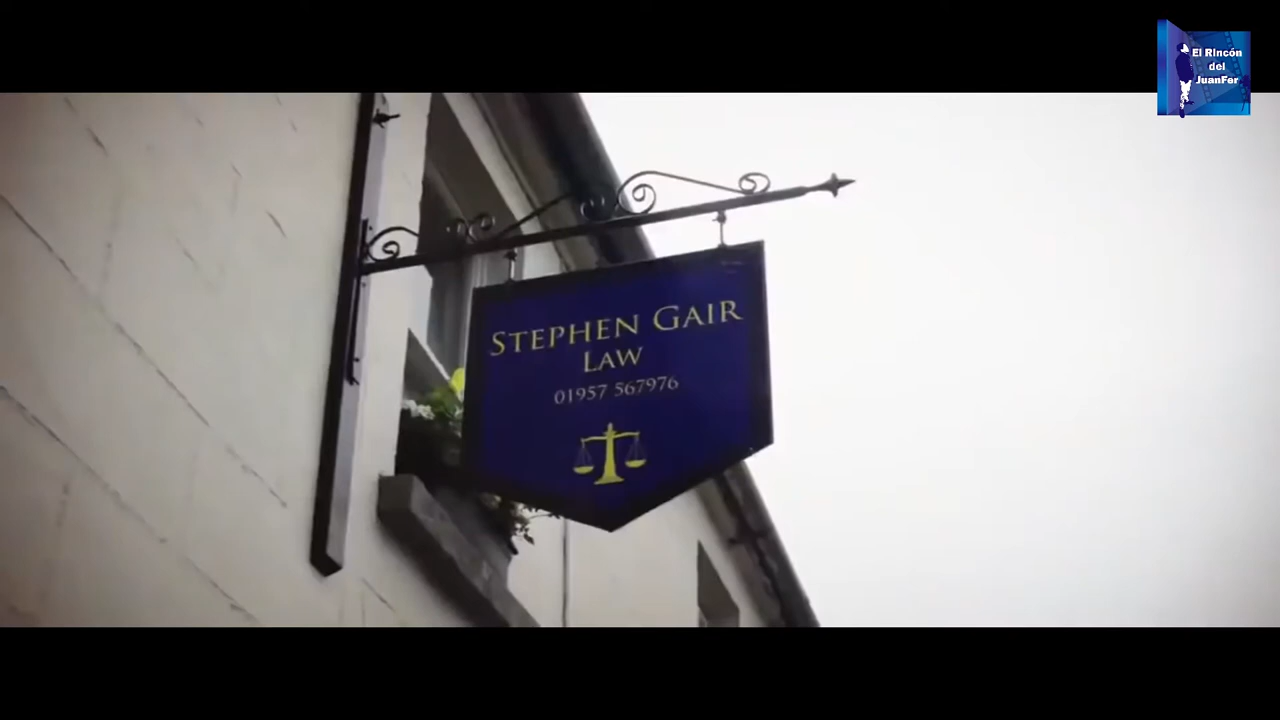 El Rincón
del
JuanFer
STEPHEN GAIR
LAW
01957 567976